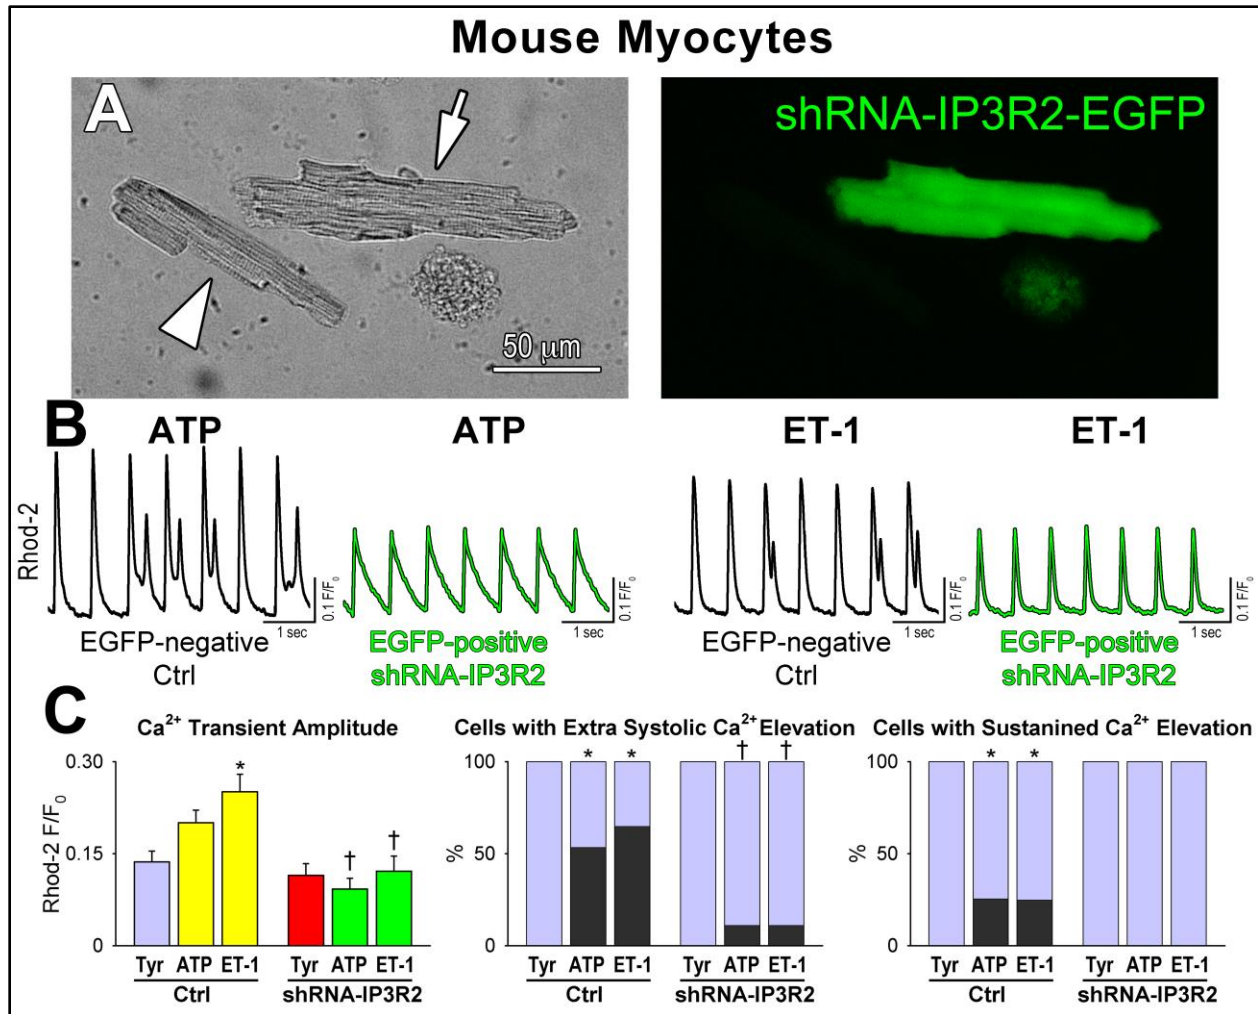 Mouse Myocytes
A
shRNA-IP3R2-EGFP
50 μm
B
ATP
ATP
ET-1
ET-1
Rhod-2
0.1 F/F₀
1 sec
0.1 F/F₀
1 sec
0.1 F/F₀
1 sec
0.1 F/F₀
1 sec
EGFP-negative
Ctrl
EGFP-positive
shRNA-IP3R2
EGFP-negative
Ctrl
EGFP-positive
shRNA-IP3R2
C
Ca²⁺ Transient Amplitude
Rhod-2 F/F₀
0.30
0.15
0
*
†
†
Tyr ATP ET-1
Ctrl
Tyr ATP ET-1
shRNA-IP3R2
Cells with Extra Systolic Ca²⁺ Elevation
%
100
50
0
* *
† †
Tyr ATP ET-1
Ctrl
Tyr ATP ET-1
shRNA-IP3R2
Cells with Sustanined Ca²⁺ Elevation
%
100
50
0
* *
Tyr ATP ET-1
Ctrl
Tyr ATP ET-1
shRNA-IP3R2